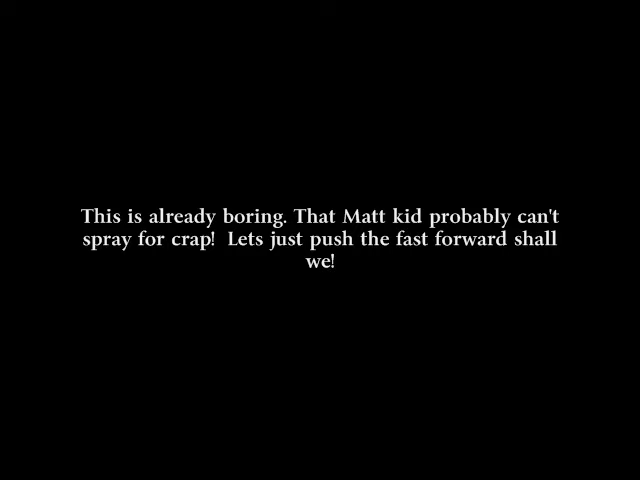 This is already boring. That Matt kid probably can't
spray for crap!  Lets just push the fast forward shall
we!